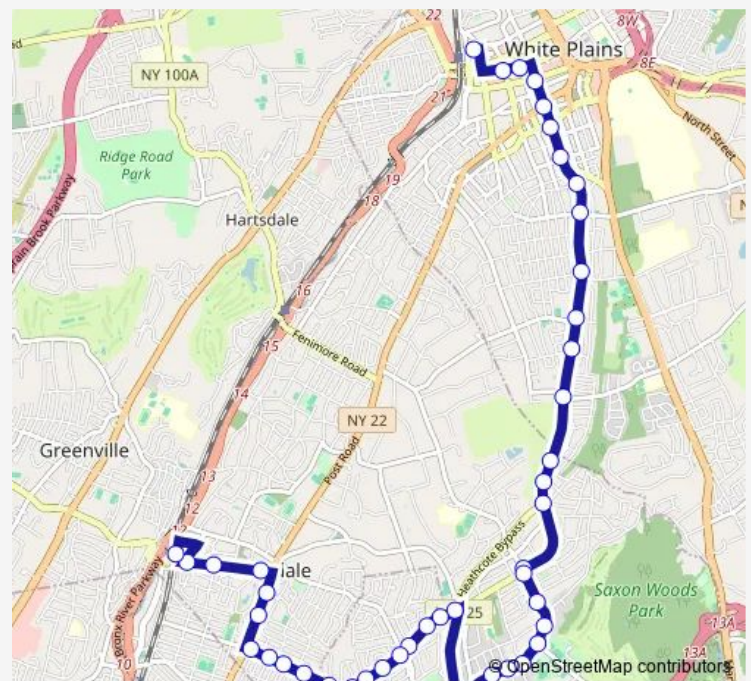 22
8W
White Plains
NY 100A
8E
21
North Street
Ridge Road
Park
19
18
Hartsdale
16
15
Fenimore Road
14
NY 22
Greenville
Post Road
13
12
Heathcote Bypass
Bronx River Parkway
Saxon Woods
Park
25
13A
13A
10
© OpenStreetMap contributors